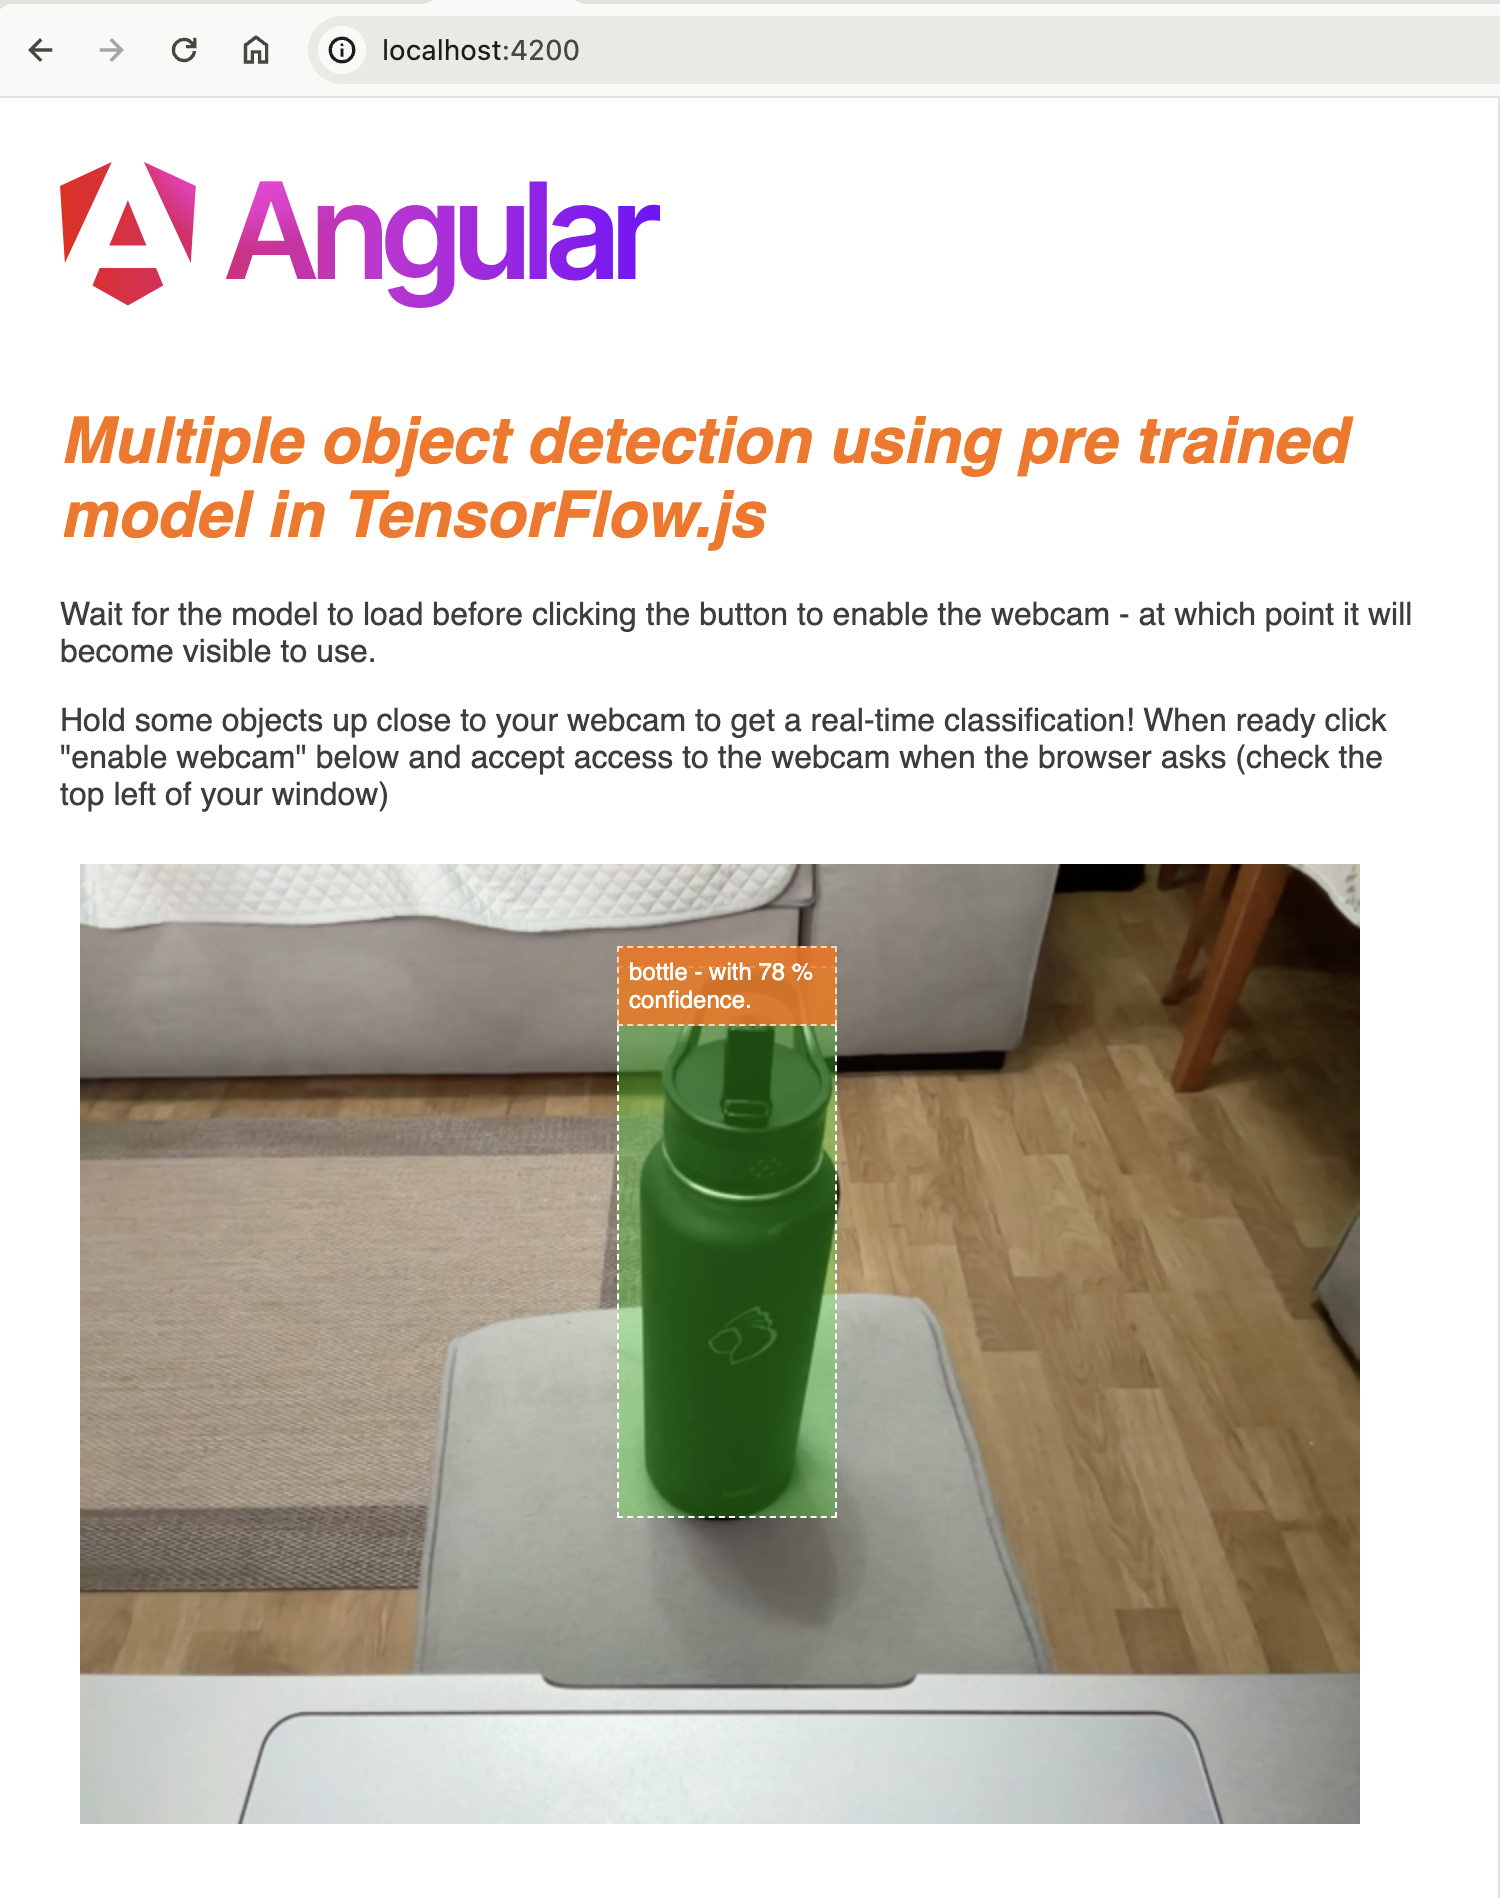 localhost:4200
Angular
Multiple object detection using pre trained
model in TensorFlow.js
Wait for the model to load before clicking the button to enable the webcam - at which point it will
become visible to use.
Hold some objects up close to your webcam to get a real-time classification! When ready click
"enable webcam" below and accept access to the webcam when the browser asks (check the
top left of your window)
bottle - with 78 %
confidence.